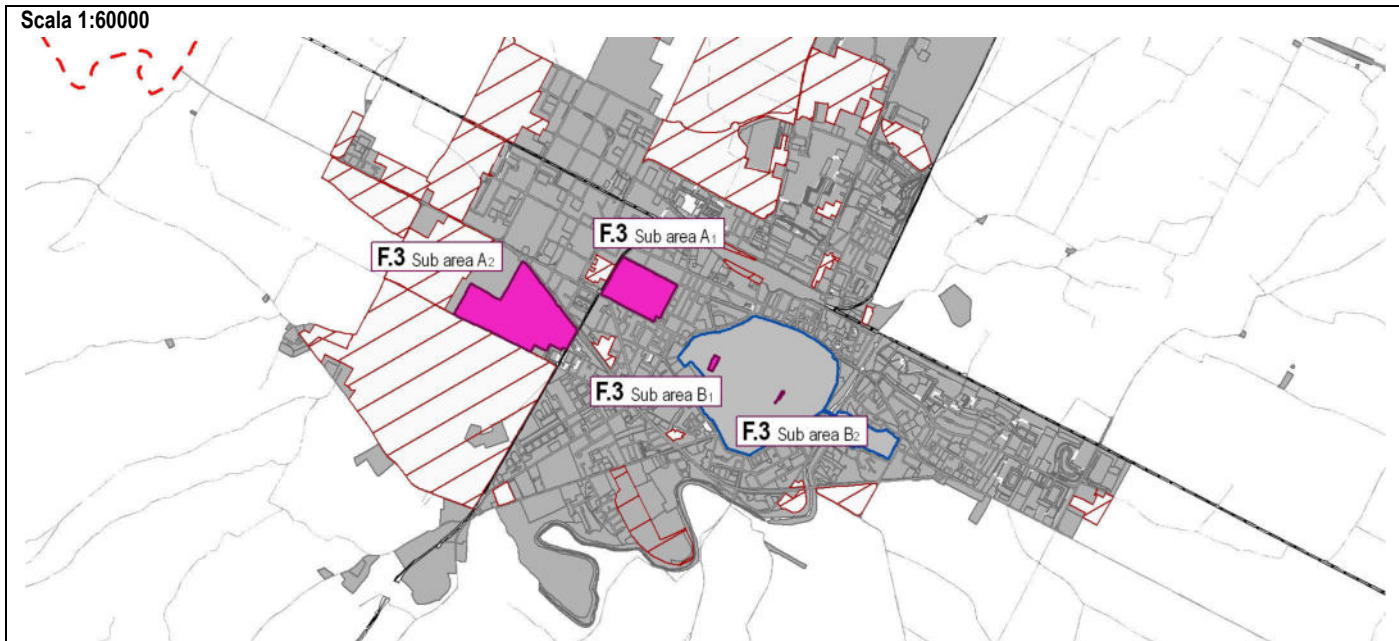 Scala 1:60000
F.3 Sub area A1
F.3 Sub area A2
F.3 Sub area B1
F.3 Sub area B2